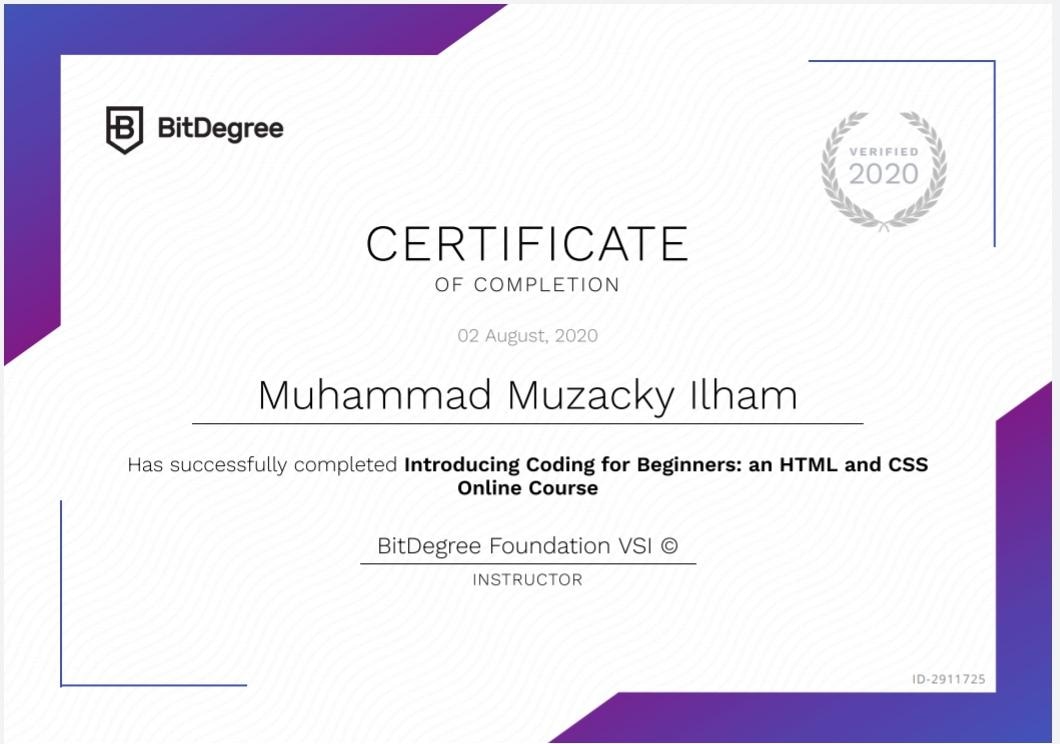 BitDegree
VERIFIED
2020
CERTIFICATE
OF COMPLETION
02 August, 2020
Muhammad Muzacky Ilham
Has successfully completed Introducing Coding for Beginners: an HTML and CSS
Online Course
BitDegree Foundation VSI ©
INSTRUCTOR
ID-2911725